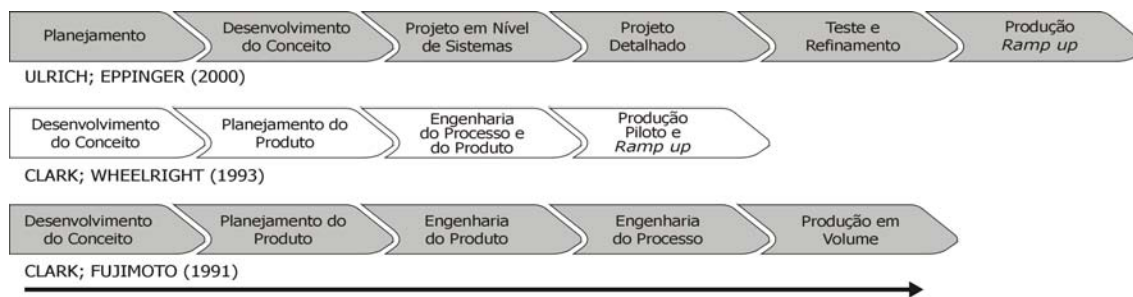 Planejamento
Desenvolvimento
do Conceito
Projeto em Nível
de Sistemas
Projeto
Detalhado
Teste e
Refinamento
Produção
Ramp up
ULRICH; EPPINGER (2000)
Desenvolvimento
do Conceito
Planejamento do
Produto
Engenharia
do Processo e
do Produto
Produção
Piloto e
Ramp up
CLARK; WHEELRIGHT (1993)
Desenvolvimento
do Conceito
Planejamento do
Produto
Engenharia
do Produto
Engenharia
do Processo
Produção em
Volume
CLARK; FUJIMOTO (1991)